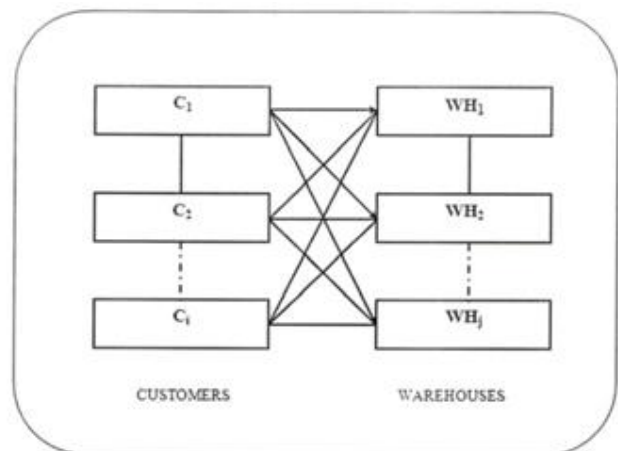 C₁ WH₁
C₂ WH₂
Cᵢ WHⱼ
CUSTOMERS WAREHOUSES